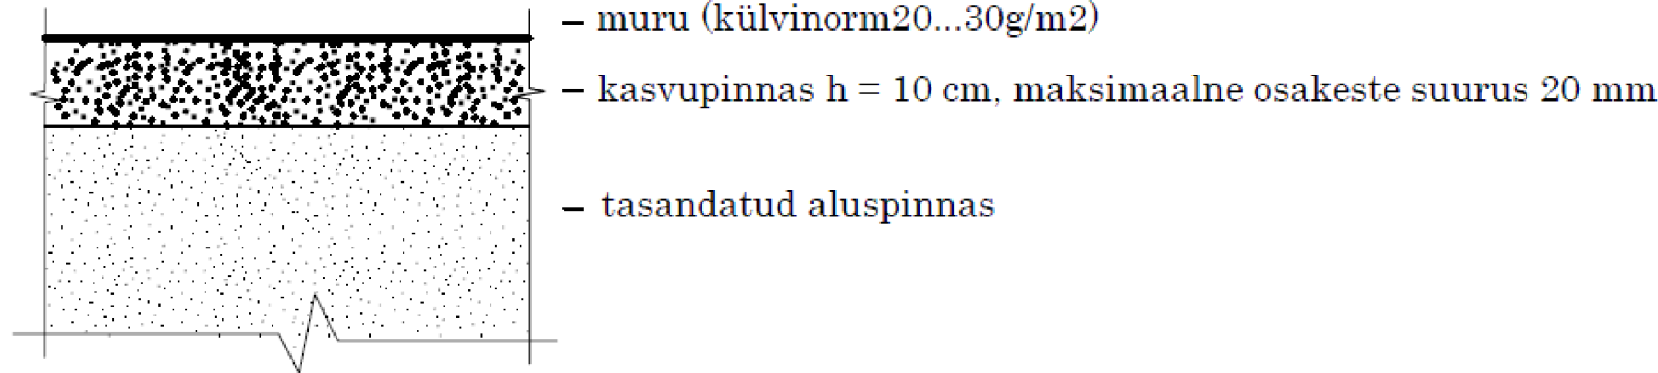 – muru (külvinorm20...30g/m2)
– kasvupinnas h = 10 cm, maksimaalne osakeste suurus 20 mm
– tasandatud aluspinnas